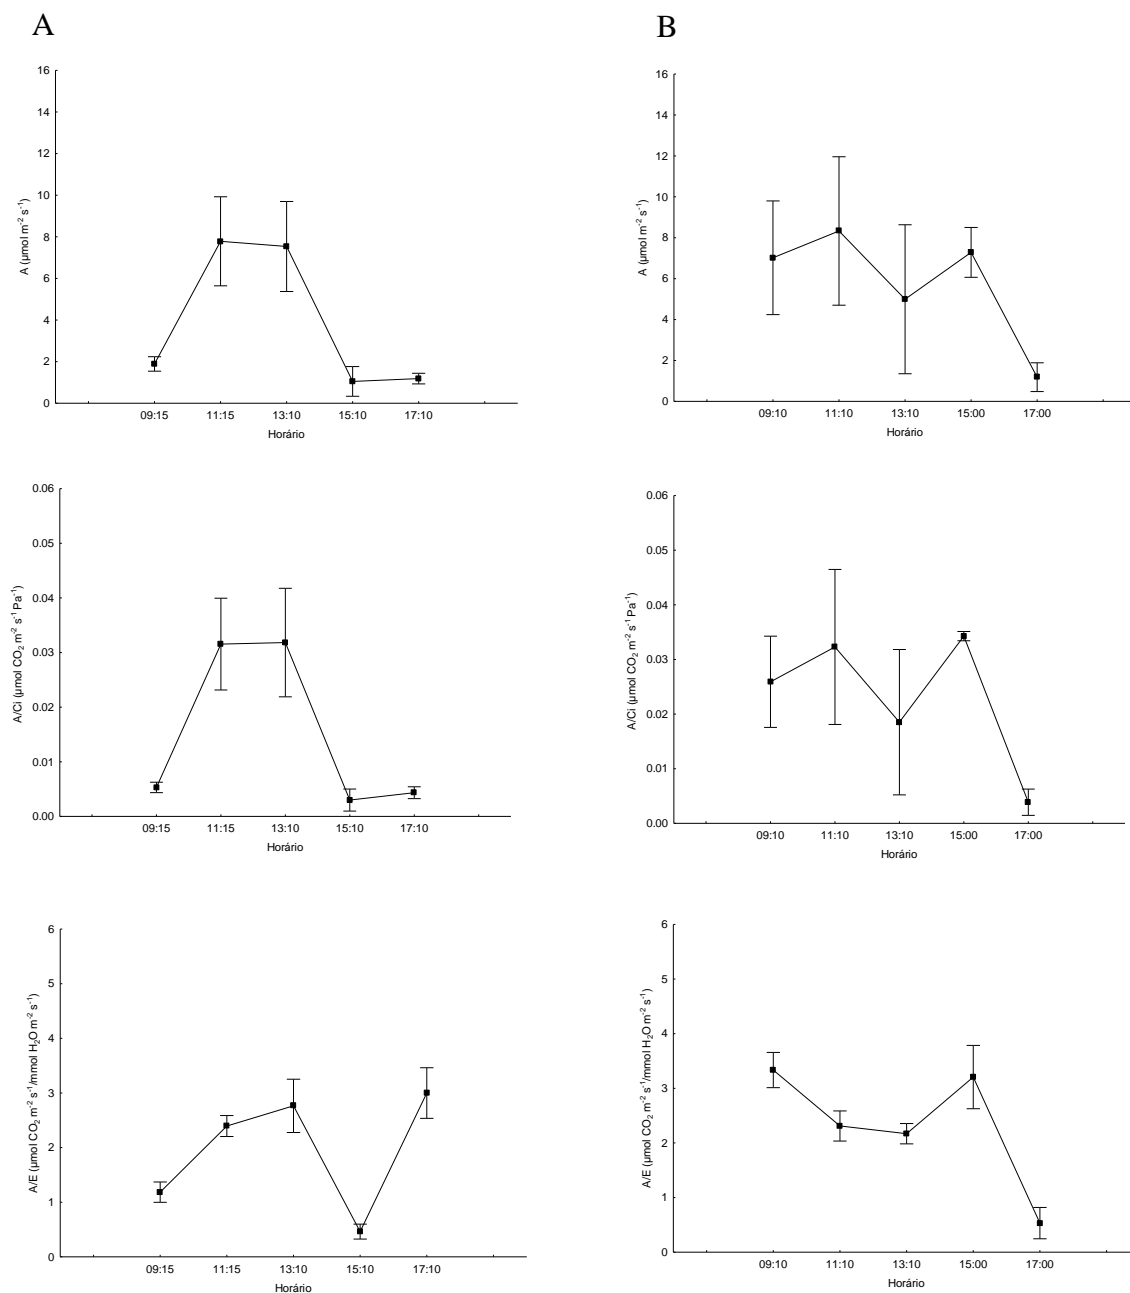 A
B
16
14
12
10
8
6
4
2
0
A (µmol m⁻² s⁻¹)
09:15 11:15 13:10 15:10 17:10
Horário
16
14
12
10
8
6
4
2
0
A (µmol m⁻² s⁻¹)
09:10 11:10 13:10 15:00 17:00
Horário
0.06
0.05
0.04
0.03
0.02
0.01
0.00
A/Ci (µmol CO₂ m⁻² s⁻¹ Pa⁻¹)
09:15 11:15 13:10 15:10 17:10
Horário
0.06
0.05
0.04
0.03
0.02
0.01
0.00
A/Ci (µmol CO₂ m⁻² s⁻¹ Pa⁻¹)
09:10 11:10 13:10 15:00 17:00
Horário
6
5
4
3
2
1
0
A/E (µmol CO₂ m⁻² s⁻¹/mmol H₂O m⁻² s⁻¹)
09:15 11:15 13:10 15:10 17:10
Horário
6
5
4
3
2
1
0
A/E (µmol CO₂ m⁻² s⁻¹/mmol H₂O m⁻² s⁻¹)
09:10 11:10 13:10 15:00 17:00
Horário